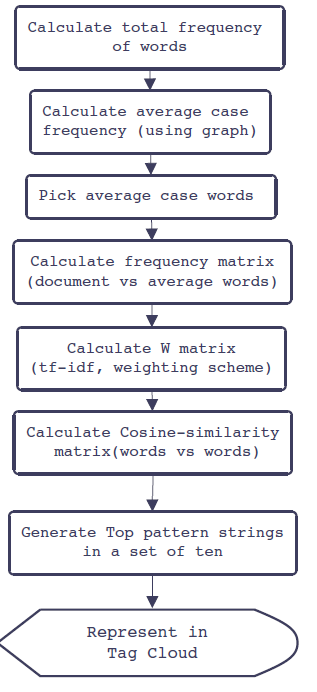 Calculate total frequency
of words
Calculate average case
frequency (using graph)
Pick average case words
Calculate frequency matrix
(document vs average words)
Calculate W matrix
(tf-idf, weighting scheme)
Calculate Cosine-similarity
matrix(words vs words)
Generate Top pattern strings
in a set of ten
Represent in
Tag Cloud